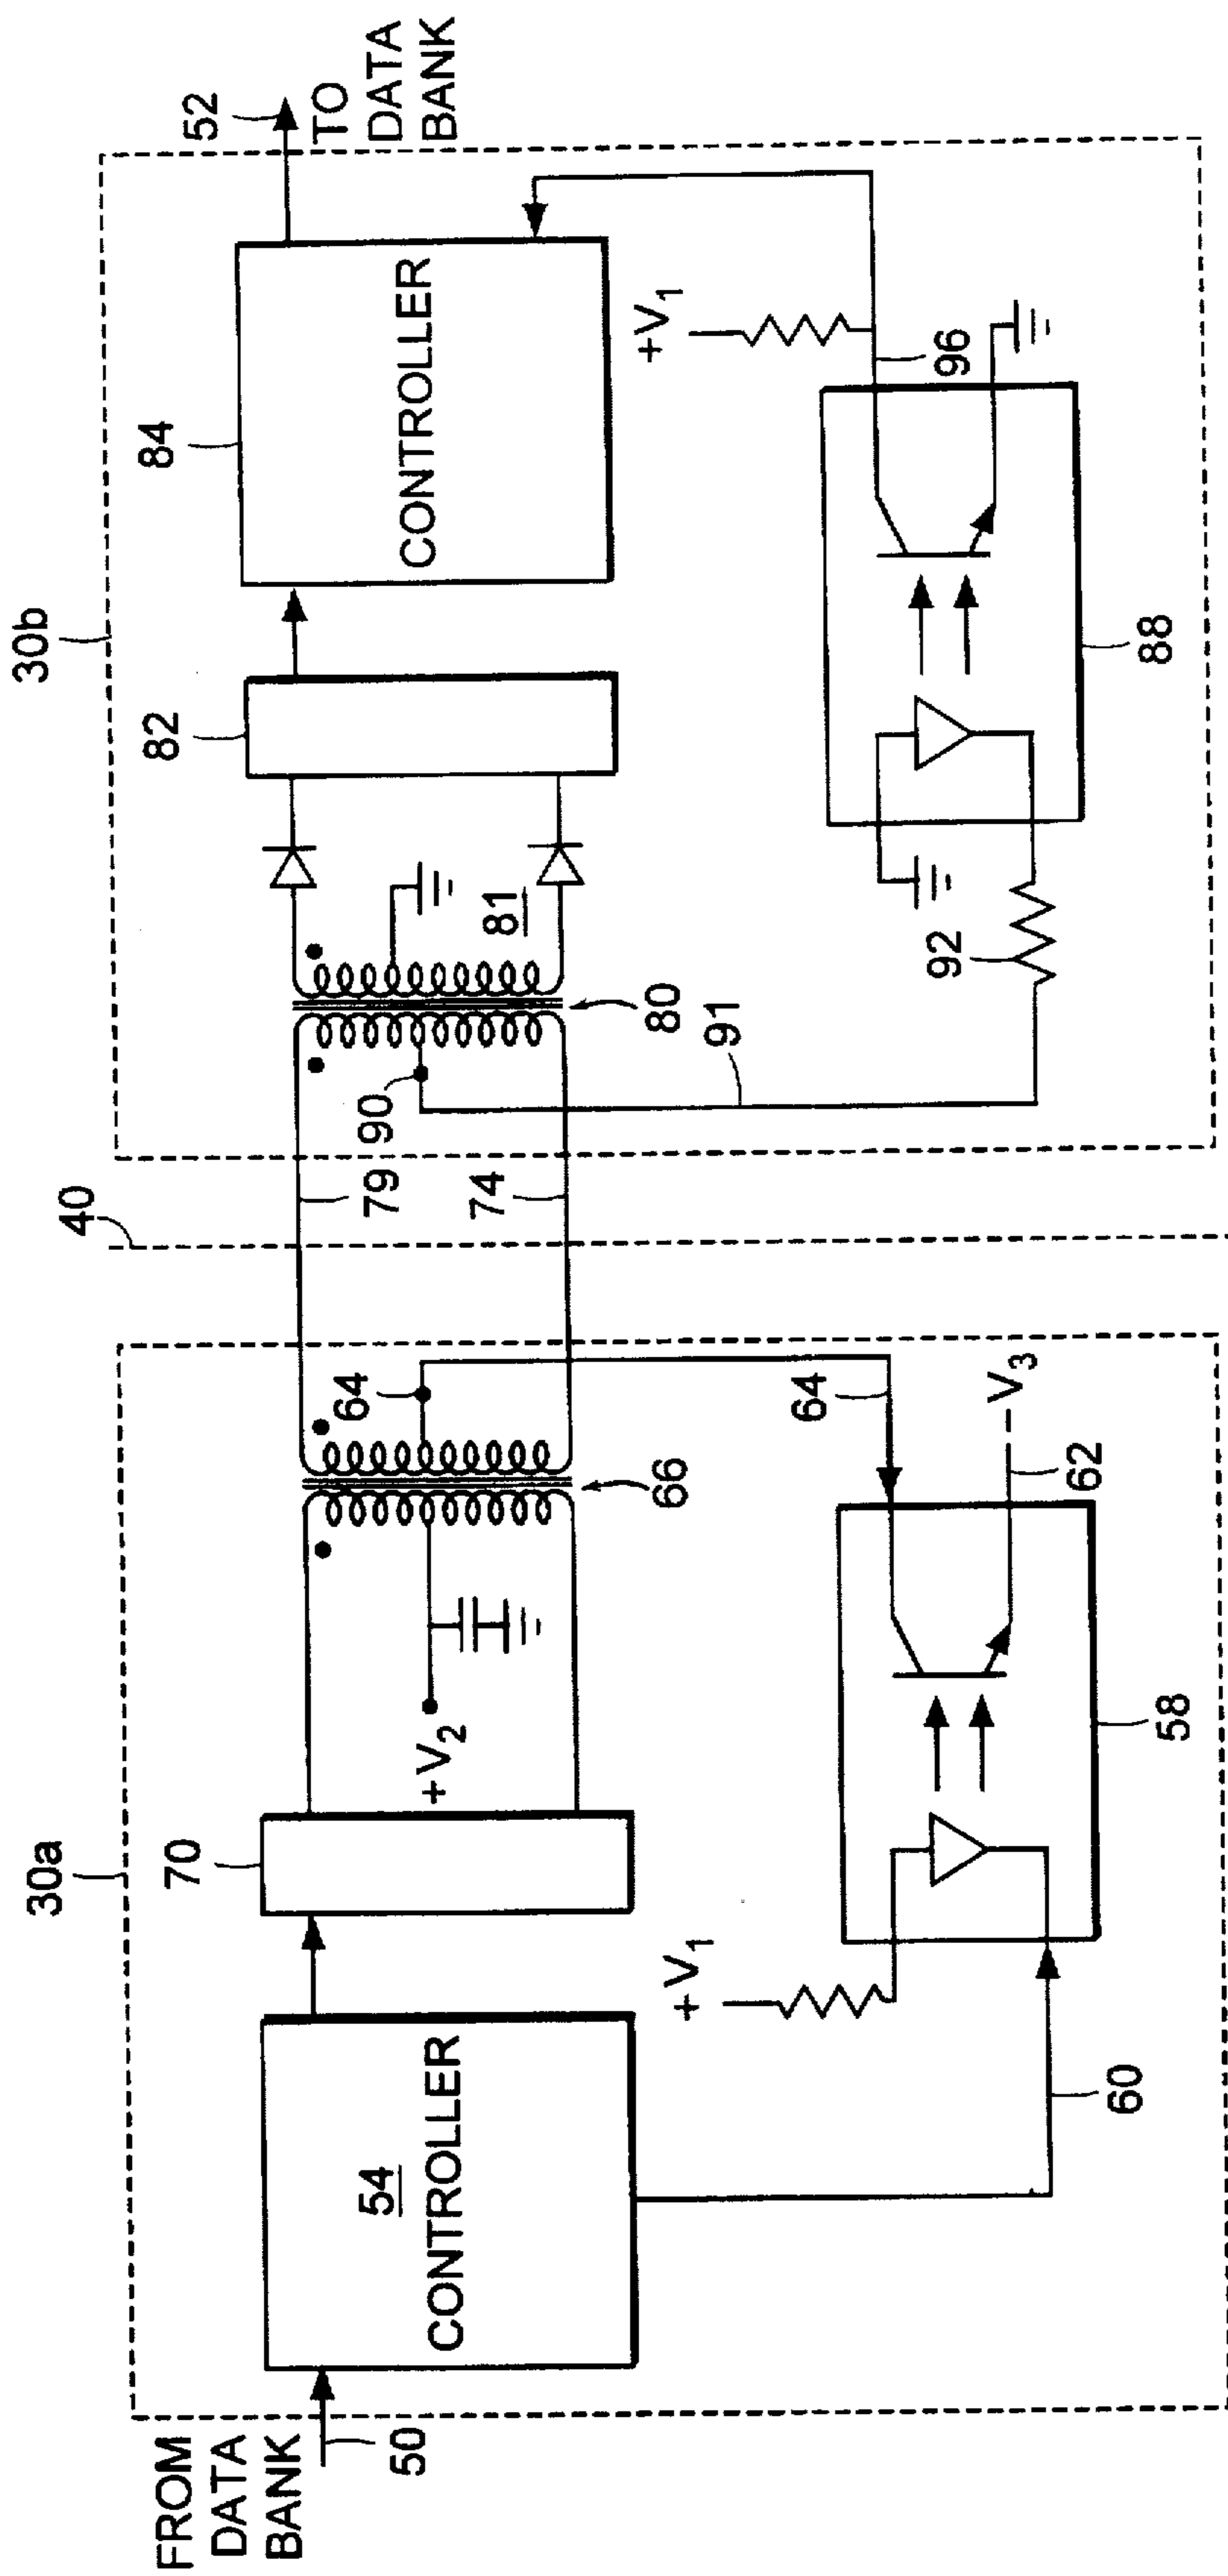 30a
30b
40
FROM
DATA
BANK
50
54
CONTROLLER
70
+V2
66
64
79
74
90
80
81
82
84
CONTROLLER
52
TO
DATA
BANK
60
+V1
58
62
-V3
64
91
92
88
96
+V1